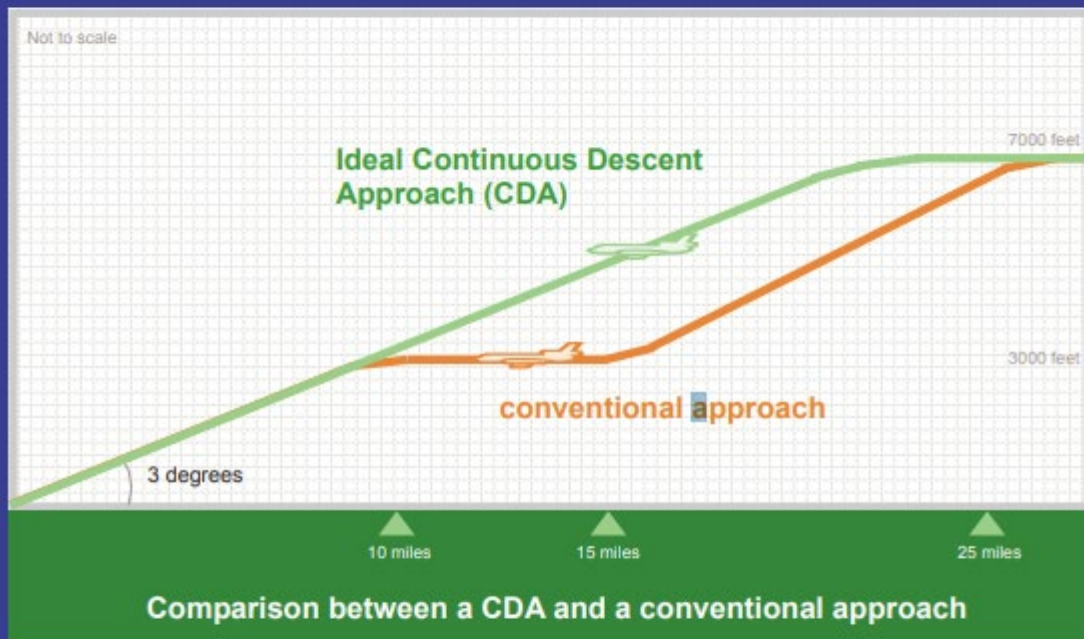 Not to scale
7000 feet
Ideal Continuous Descent
Approach (CDA)
3000 feet
conventional approach
3 degrees
10 miles
15 miles
25 miles
Comparison between a CDA and a conventional approach